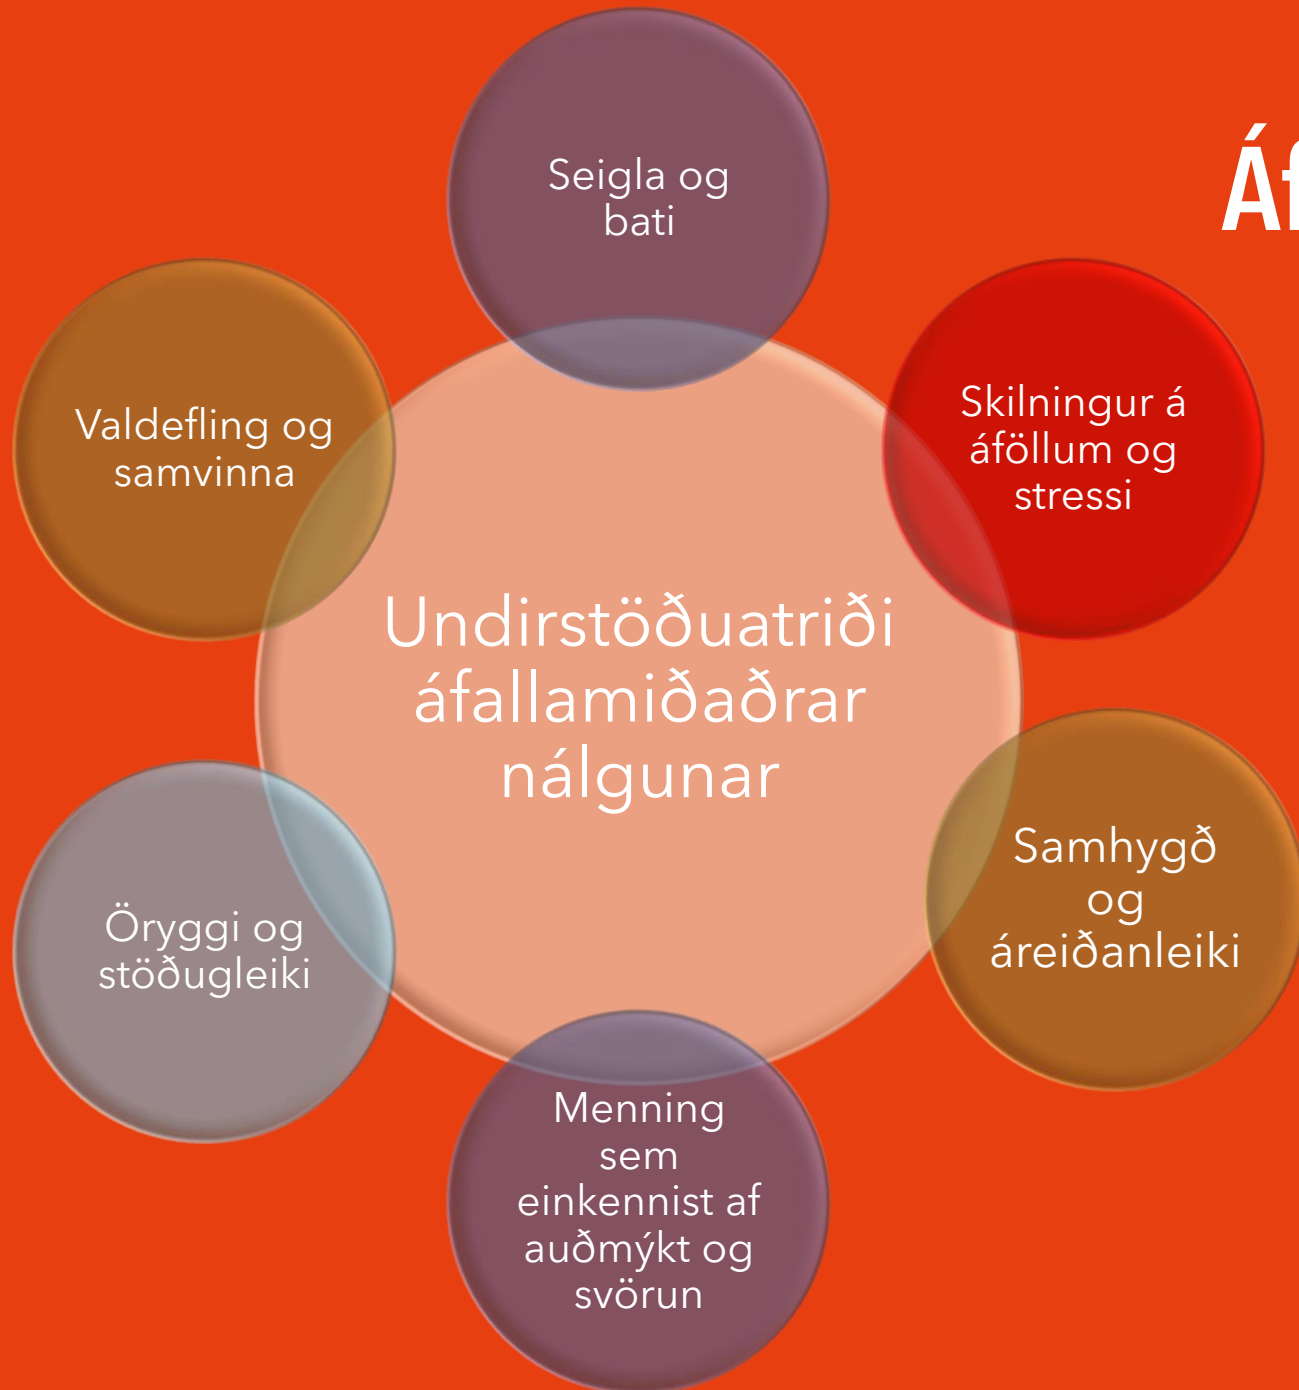 Seigla og
bati
Skilningur á
áföllum og
stressi
Samhygð
og
áreiðanleiki
Menning
sem
einkennist af
auðmýkt og
svörun
Öryggi og
stöðugleiki
Valdefling og
samvinna
Undirstöðuatriði
áfallamiðaðrar
nálgunar